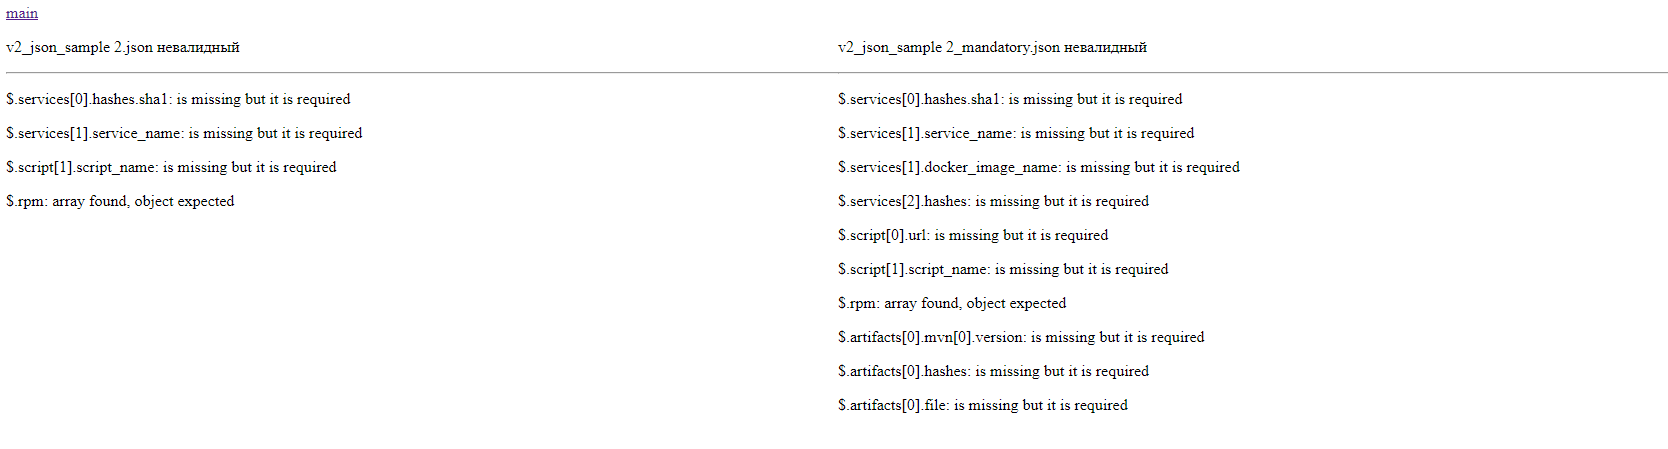 main
v2_json_sample 2.json невалидный
$.services[0].hashes.sha1: is missing but it is required
$.services[1].service_name: is missing but it is required
$.script[1].script_name: is missing but it is required
$.rpm: array found, object expected
v2_json_sample 2_mandatory.json невалидный
$.services[0].hashes.sha1: is missing but it is required
$.services[1].service_name: is missing but it is required
$.services[1].docker_image_name: is missing but it is required
$.services[2].hashes: is missing but it is required
$.script[0].url: is missing but it is required
$.script[1].script_name: is missing but it is required
$.rpm: array found, object expected
$.artifacts[0].mvn[0].version: is missing but it is required
$.artifacts[0].hashes: is missing but it is required
$.artifacts[0].file: is missing but it is required